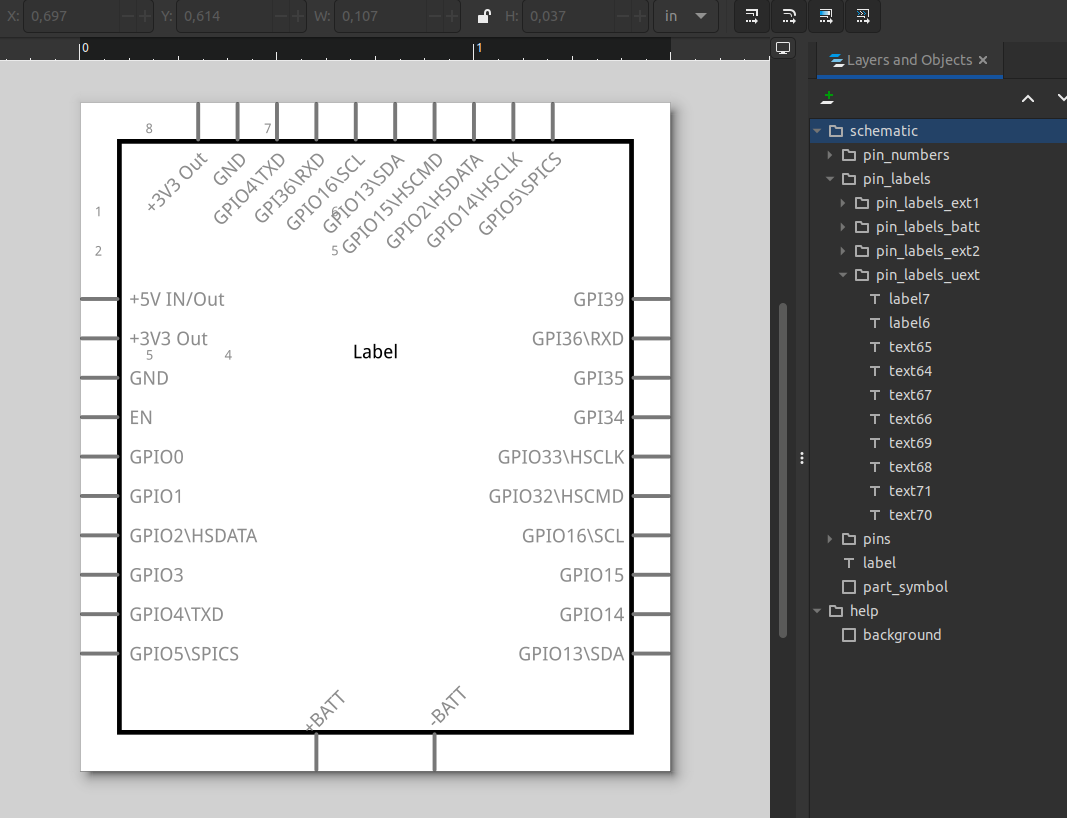 X: 0,697 Y: 0,614 W: 0,107 H: 0,037 in
0 1
Layers and Objects
8 7
+3V3 Out
GND
GPIO4\TXD
GPI36\RXD
GPIO16\SCL
GPIO13\SDA
GPIO15\HSCMD
GPIO2\HSDATA
GPIO14\HSCLK
GPIO5\SPICS
1
6
2
5
+5V IN/Out
GPI39
+3V3 Out
GPI36\RXD
5 4
Label
GND
GPI35
EN
GPI34
GPIO0
GPIO33\HSCLK
GPIO1
GPIO32\HSCMD
GPIO2\HSDATA
GPIO16\SCL
GPIO3
GPIO15
GPIO4\TXD
GPIO14
GPIO5\SPICS
GPIO13\SDA
+BATT
-BATT
schematic
pin_numbers
pin_labels
pin_labels_ext1
pin_labels_batt
pin_labels_ext2
pin_labels_uext
label7
label6
text65
text64
text67
text66
text69
text68
text71
text70
pins
label
part_symbol
help
background